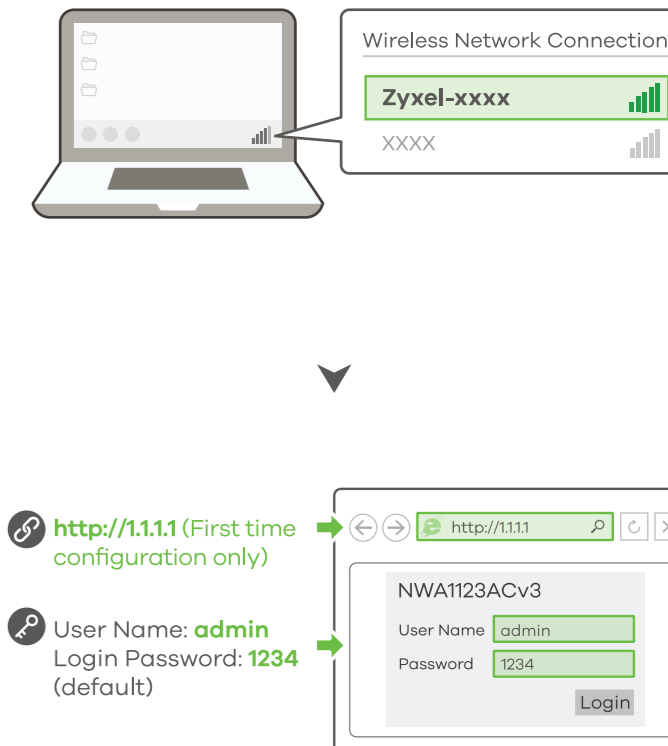 Wireless Network Connection
Zyxel-xxxx
XXXX
http://1.1.1.1 (First time
configuration only)
http://1.1.1.1
User Name: admin
Login Password: 1234
(default)
NWA1123ACv3
User Name admin
Password 1234
Login